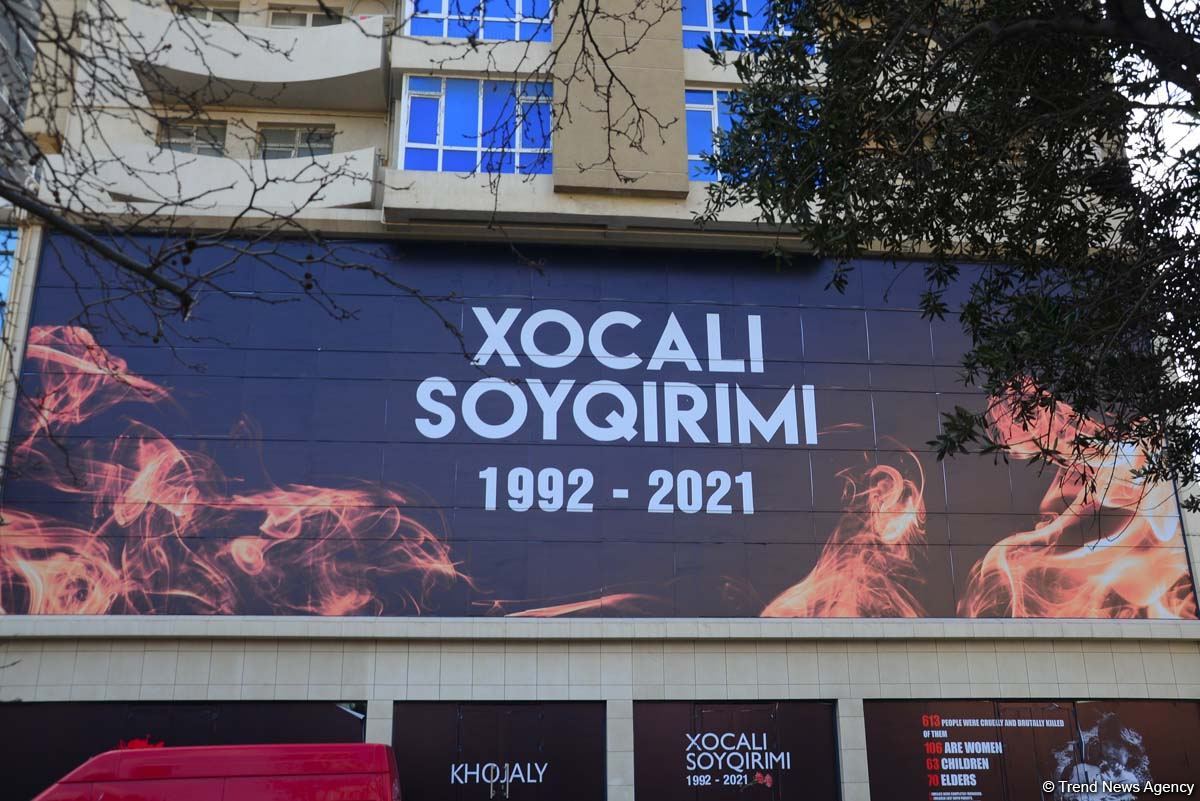 XOCALI
SOYQIRIMI
1992 - 2021
KHOJALY
XOCALI
SOYQIRIMI
1992 - 2021
613 PEOPLE WERE CRUELLY AND BRUTALLY KILLED
OF THEM
106 ARE WOMEN
63 CHILDREN
70 ELDERS
© Trend News Agency